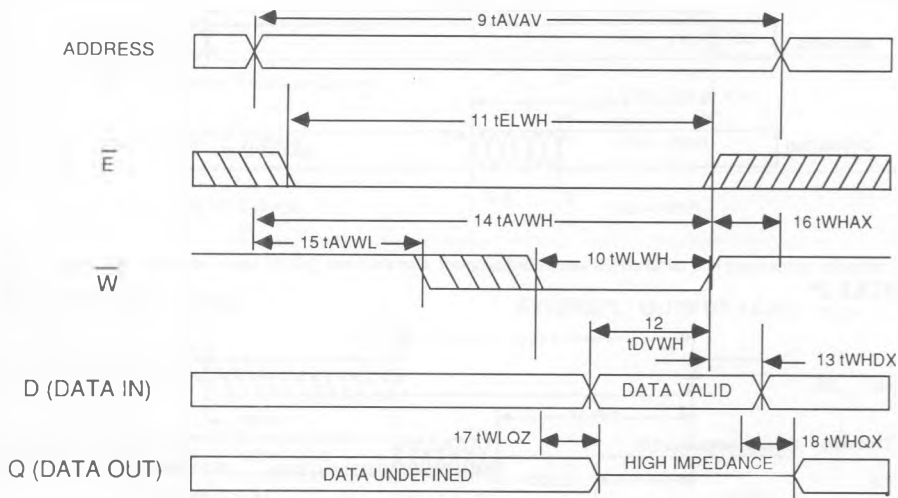 9 tAVAV
ADDRESS
11 tELWH
E
14 tAVWH
16 tWHAX
15 tAVWL
10 tWLWH
W
12
tDVWH
13 tWHDX
D (DATA IN)
DATA VALID
17 tWLQZ
18 tWHQX
Q (DATA OUT)
DATA UNDEFINED
HIGH IMPEDANCE